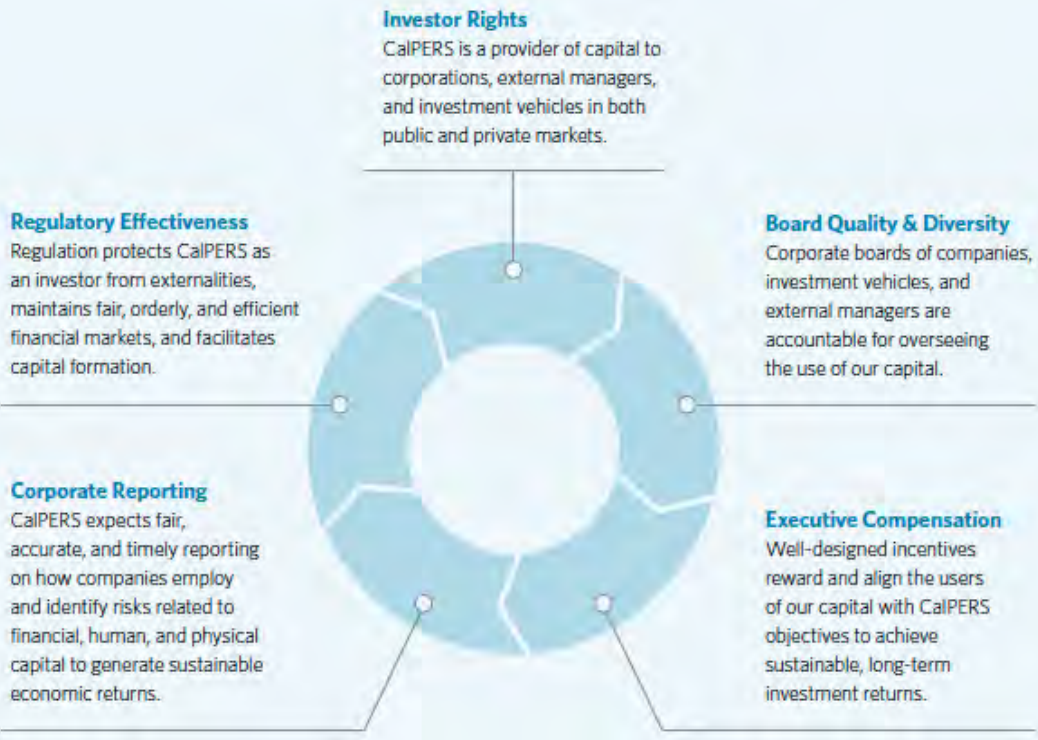 Investor Rights
CalPERS is a provider of capital to
corporations, external managers,
and investment vehicles in both
public and private markets.
Regulatory Effectiveness
Regulation protects CalPERS as
an investor from externalities,
maintains fair, orderly, and efficient
financial markets, and facilitates
capital formation.
Board Quality & Diversity
Corporate boards of companies,
investment vehicles, and
external managers are
accountable for overseeing
the use of our capital.
Corporate Reporting
CalPERS expects fair,
accurate, and timely reporting
on how companies employ
and identify risks related to
financial, human, and physical
capital to generate sustainable
economic returns.
Executive Compensation
Well-designed incentives
reward and align the users
of our capital with CalPERS
objectives to achieve
sustainable, long-term
investment returns.